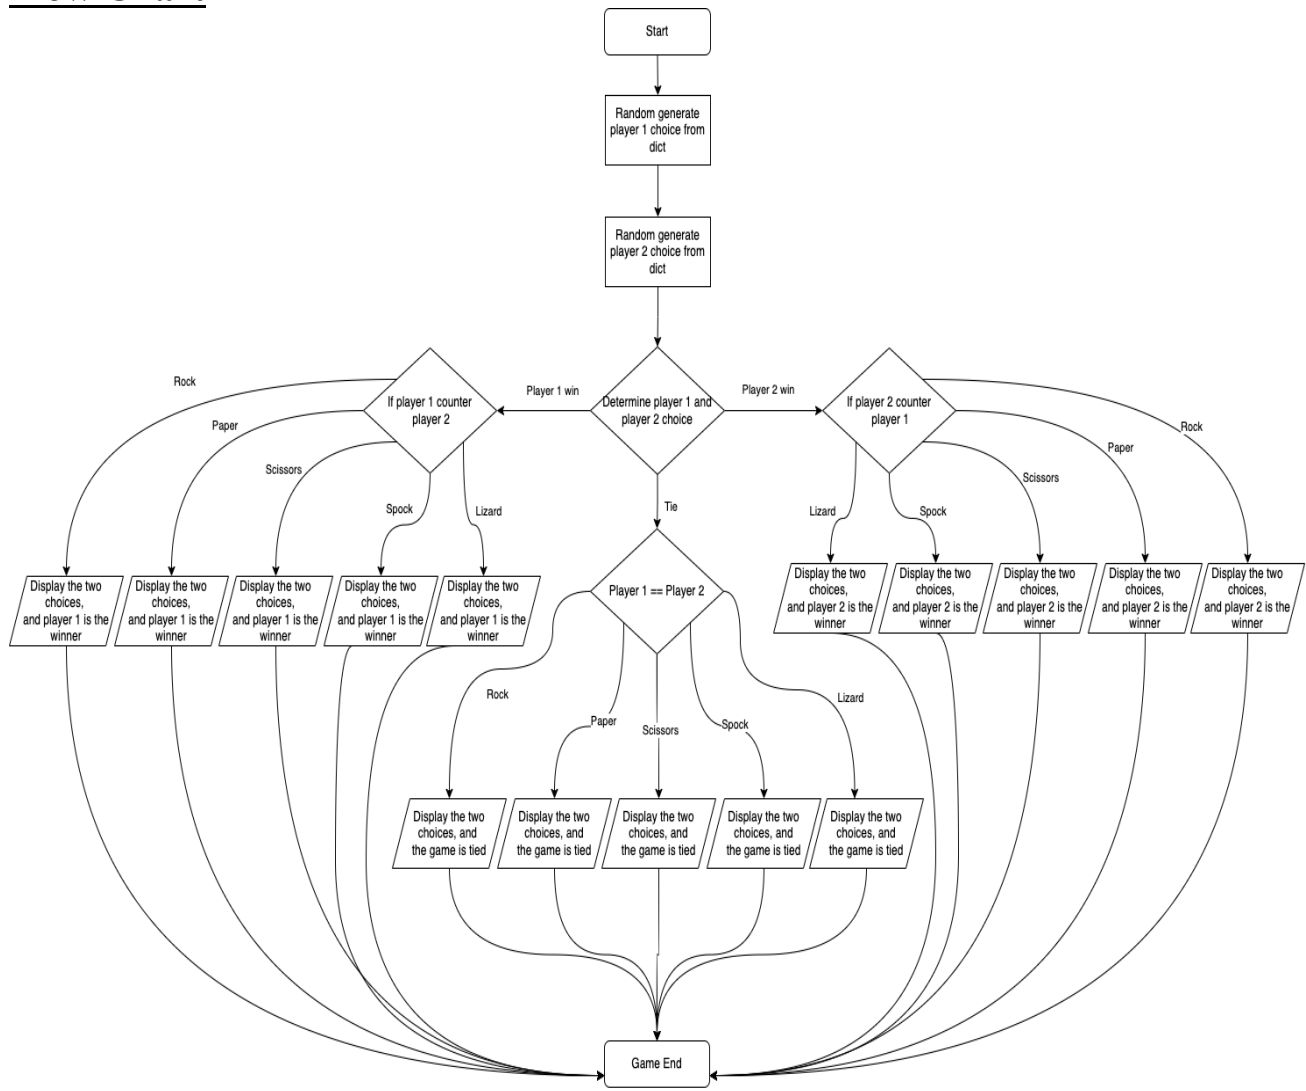 Start
Random generate
player 1 choice from
dict
Random generate
player 2 choice from
dict
Determine player 1 and
player 2 choice
Player 1 win
Player 2 win
Tie
If player 1 counter
player 2
Rock
Paper
Scissors
Spock
Lizard
If player 2 counter
player 1
Lizard
Spock
Scissors
Paper
Rock
Display the two
choices,
and player 1 is the
winner
Display the two
choices,
and player 1 is the
winner
Display the two
choices,
and player 1 is the
winner
Display the two
choices,
and player 1 is the
winner
Display the two
choices,
and player 1 is the
winner
Display the two
choices,
and player 2 is the
winner
Display the two
choices,
and player 2 is the
winner
Display the two
choices,
and player 2 is the
winner
Display the two
choices,
and player 2 is the
winner
Display the two
choices,
and player 2 is the
winner
Player 1 == Player 2
Rock
Paper
Scissors
Spock
Lizard
Display the two
choices, and
the game is tied
Display the two
choices, and
the game is tied
Display the two
choices, and
the game is tied
Display the two
choices, and
the game is tied
Display the two
choices, and
the game is tied
Game End